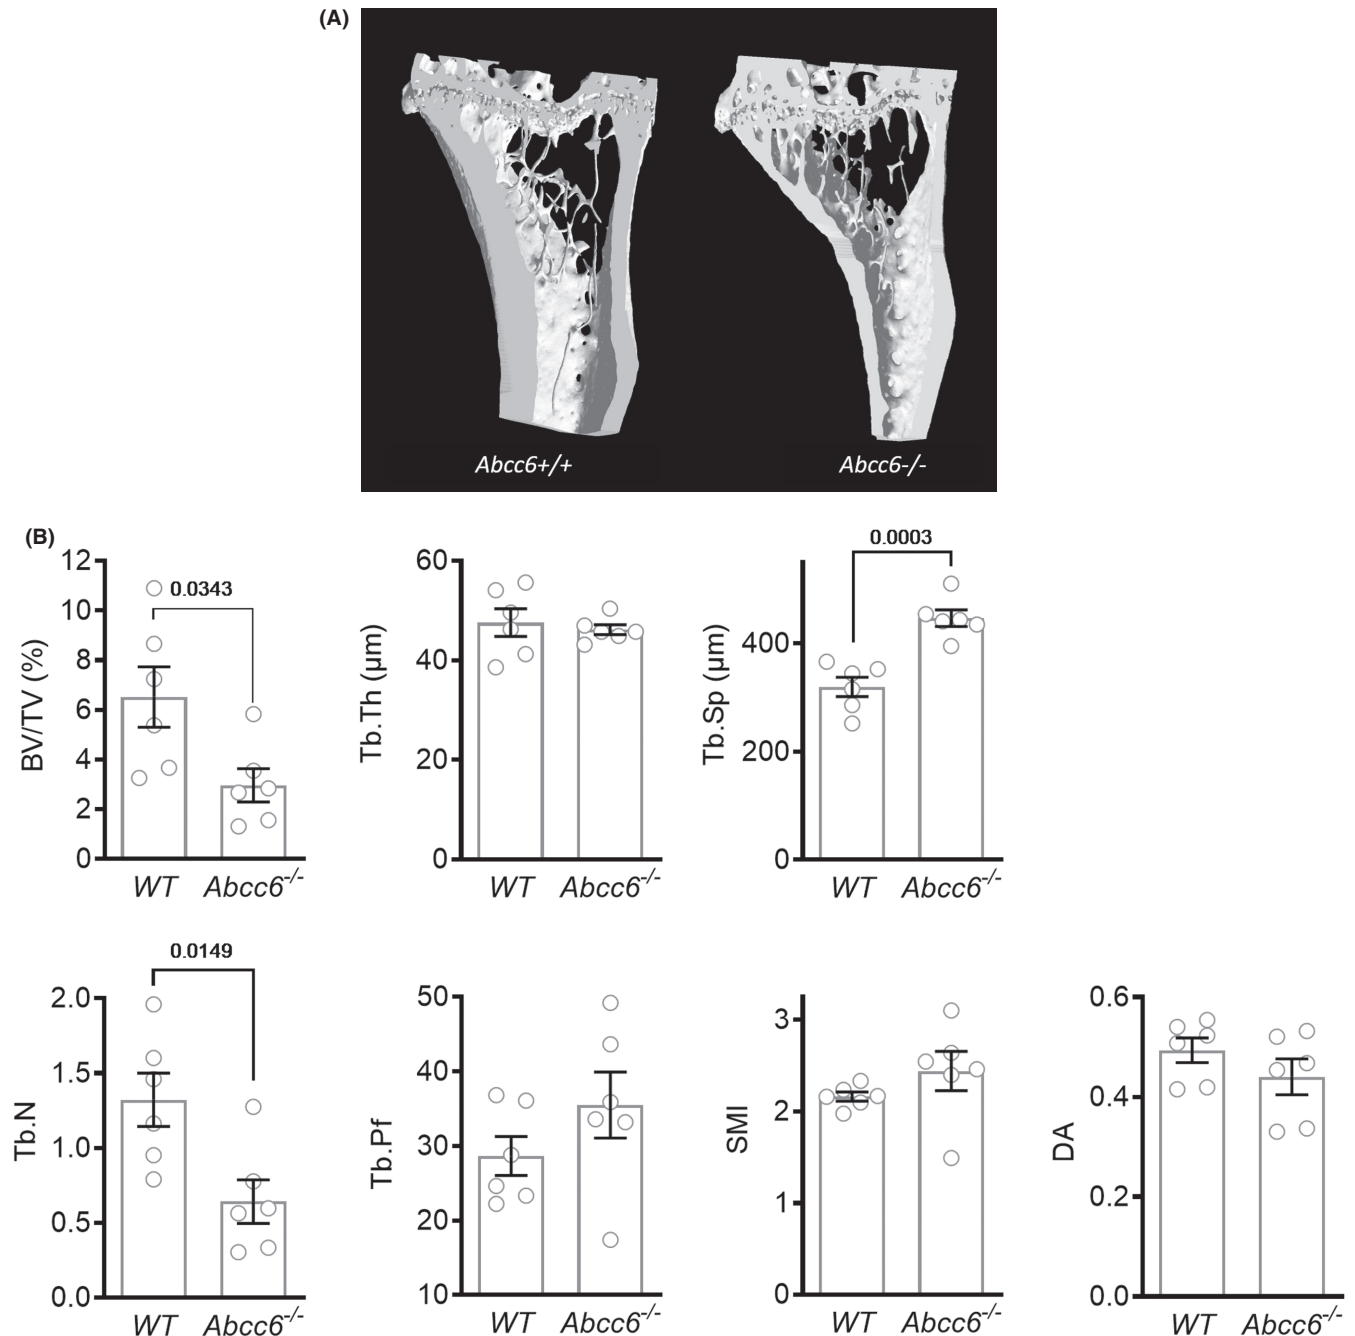 (A)
Abcc6+/+
Abcc6-/-
(B)
12
10
8
6
4
2
0
BV/TV (%)
0.0343
WT
Abcc6-/-
60
40
20
0
Tb.Th (µm)
WT
Abcc6-/-
400
200
0
Tb.Sp (µm)
0.0003
WT
Abcc6-/-
2.0
1.5
1.0
0.5
0.0
Tb.N
0.0149
WT
Abcc6-/-
50
40
30
20
10
Tb.Pf
WT
Abcc6-/-
3
2
1
0
SMI
WT
Abcc6-/-
0.6
0.4
0.2
0.0
DA
WT
Abcc6-/-